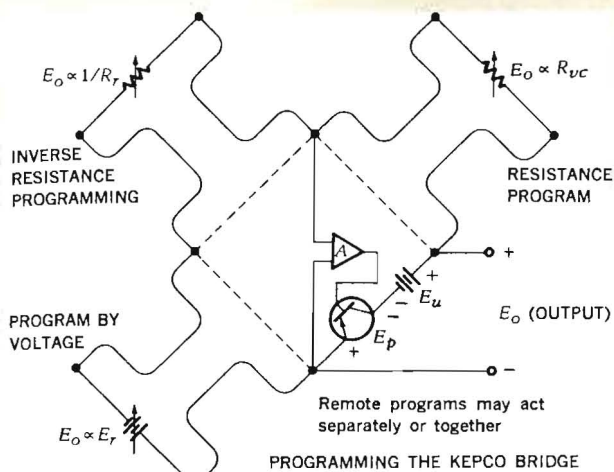 E_o ∝ 1/R_r
E_o ∝ R_vc
INVERSE
RESISTANCE
PROGRAMMING
RESISTANCE
PROGRAM
A
+
+
E_u
−
−
E_o (OUTPUT)
E_p
+
−
PROGRAM BY
VOLTAGE
E_o ∝ E_r
Remote programs may act
separately or together
PROGRAMMING THE KEPCO BRIDGE